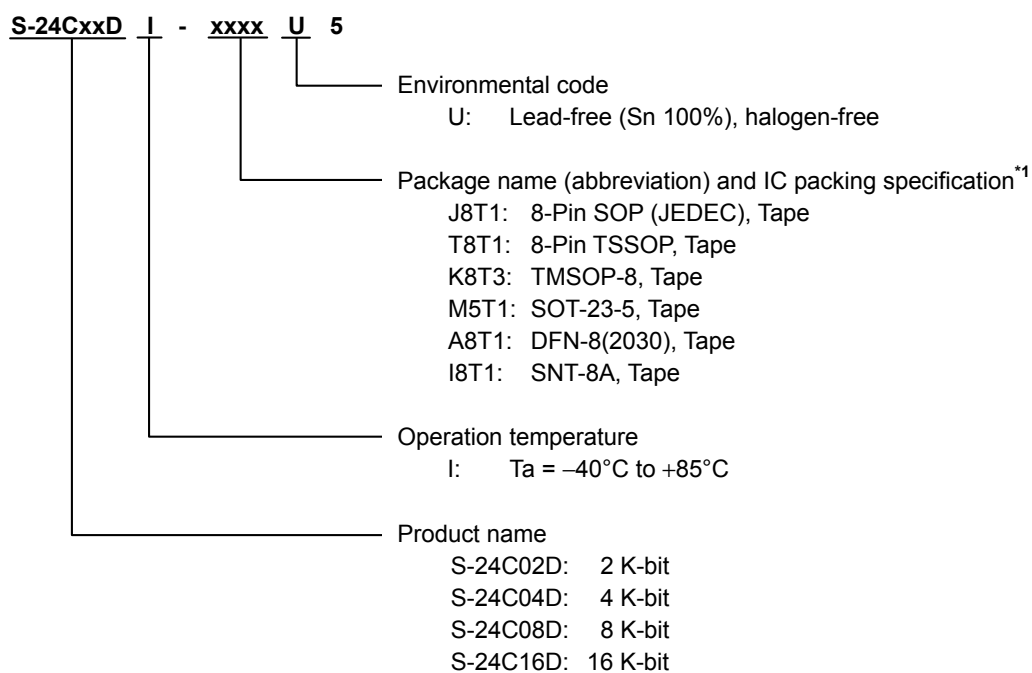 S-24CxxD I - xxxx U 5
Environmental code
U: Lead-free (Sn 100%), halogen-free
Package name (abbreviation) and IC packing specification*1
J8T1: 8-Pin SOP (JEDEC), Tape
T8T1: 8-Pin TSSOP, Tape
K8T3: TMSOP-8, Tape
M5T1: SOT-23-5, Tape
A8T1: DFN-8(2030), Tape
I8T1: SNT-8A, Tape
Operation temperature
I: Ta = −40°C to +85°C
Product name
S-24C02D: 2 K-bit
S-24C04D: 4 K-bit
S-24C08D: 8 K-bit
S-24C16D: 16 K-bit